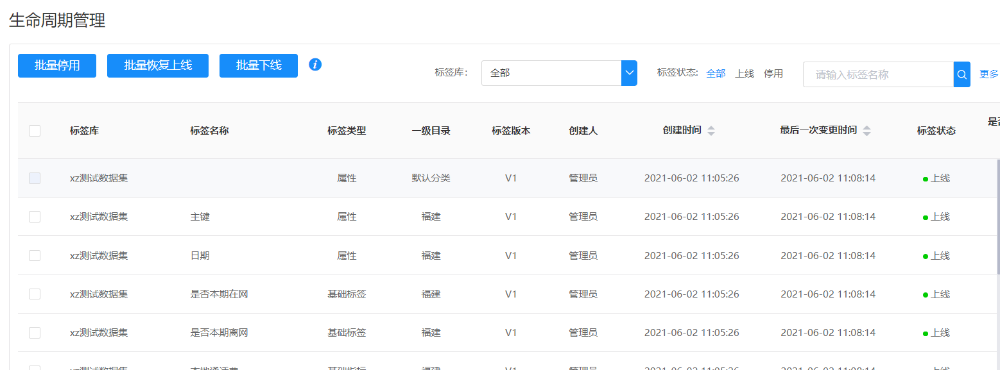 生命周期管理
批量停用 批量恢复上线 批量下线 i 标签库: 全部 标签状态: 全部 上线 停用 请输入标签名称 更多
标签库 标签名称 标签类型 一级目录 标签版本 创建人 创建时间 最后一次变更时间 标签状态 是否
xz测试数据集 属性 默认分类 V1 管理员 2021-06-02 11:05:26 2021-06-02 11:08:14 上线
xz测试数据集 主键 属性 福建 V1 管理员 2021-06-02 11:05:26 2021-06-02 11:08:14 上线
xz测试数据集 日期 属性 福建 V1 管理员 2021-06-02 11:05:26 2021-06-02 11:08:14 上线
xz测试数据集 是否本期在网 基础标签 福建 V1 管理员 2021-06-02 11:05:26 2021-06-02 11:08:14 上线
xz测试数据集 是否本期离网 基础标签 福建 V1 管理员 2021-06-02 11:05:26 2021-06-02 11:08:14 上线
xz测试数据集 本地通话费 基础指标 福建 V1 管理员 2021-06-02 11:05:26 2021-06-02 11:08:14 上线